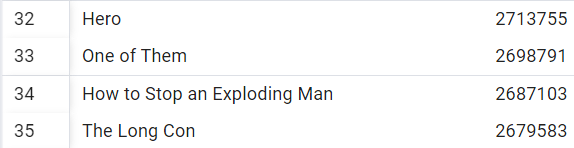 32 Hero 2713755
33 One of Them 2698791
34 How to Stop an Exploding Man 2687103
35 The Long Con 2679583